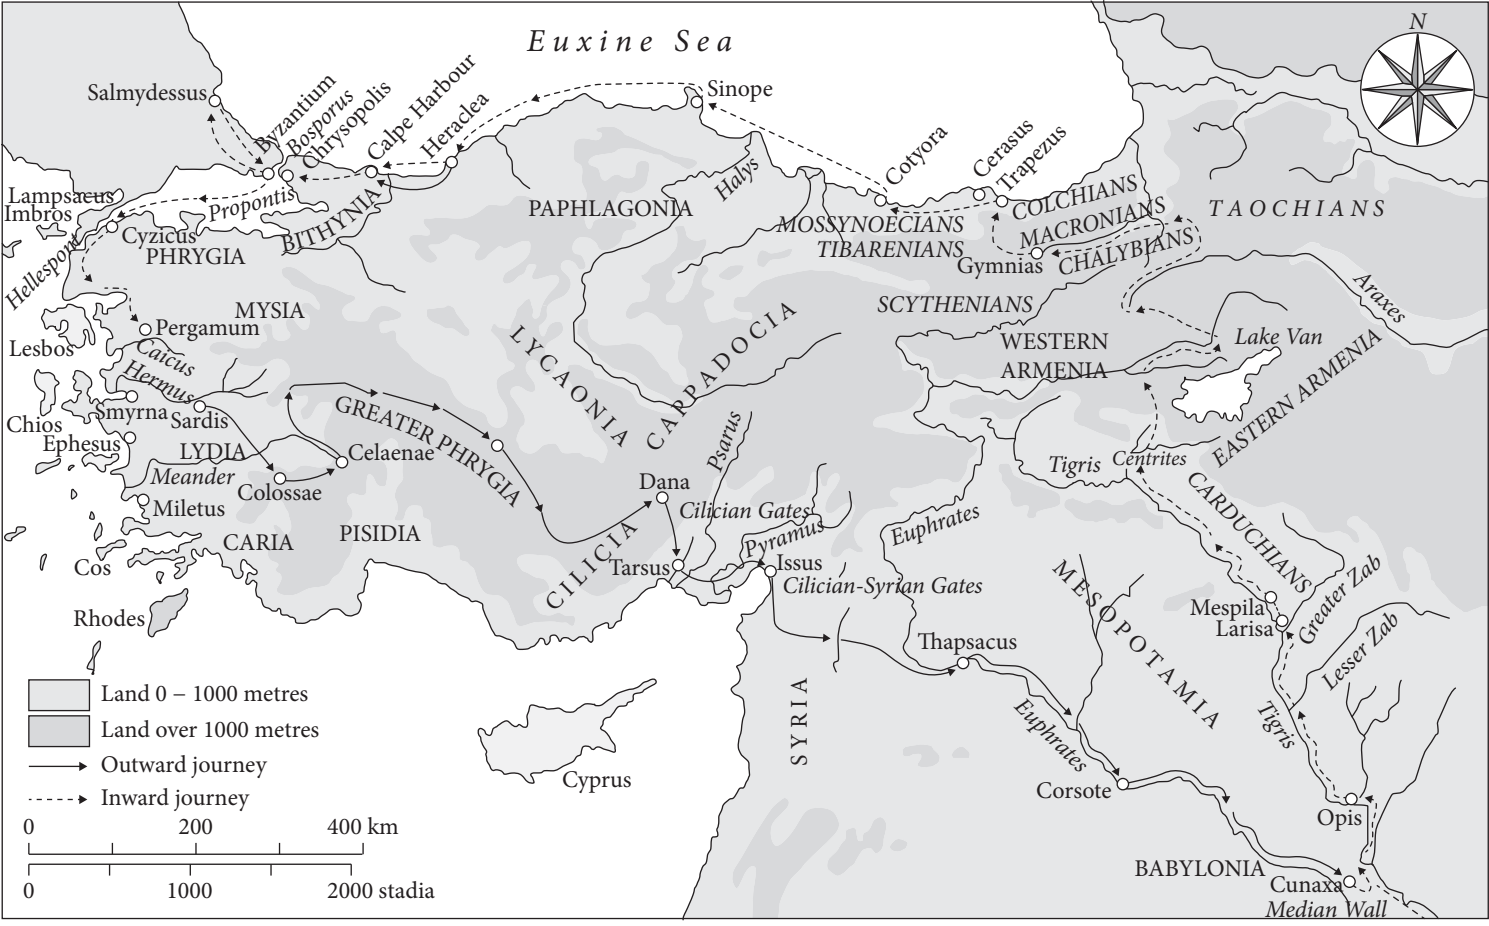 N
Euxine Sea
Salmydessus
Byzantium
Bosporus
Chrysopolis
Calpe Harbour
Heraclea
Sinope
Cotyora
Cerasus
Trapezus
Lampsacus
Imbros
Propontis
Cyzicus
Hellespont
PHRYGIA
BITHYNIA
PAPHLAGONIA
Halys
MOSSYNOECIANS
TIBARENIANS
COLCHIANS
MACRONIANS
CHALYBIANS
TAOCHIANS
Gymnias
SCYTHENIANS
Araxes
MYSIA
Pergamum
Lesbos
Caicus
Hermus
LYCAONIA
CAPPADOCIA
WESTERN
ARMENIA
Lake Van
EASTERN ARMENIA
Chios
Smyrna
Sardis
Ephesus
LYDIA
Meander
GREATER PHRYGIA
Celaenae
Colossae
Miletus
Psarus
Dana
Cilician Gates
Tigris
Centrites
CARDUCHIANS
CARIA
PISIDIA
Cos
CILICIA
Tarsus
Pyramus
Issus
Cilician-Syrian Gates
Euphrates
MESOPOTAMIA
Mespila
Larisa
Greater Zab
Rhodes
Thapsacus
Lesser Zab
SYRIA
Euphrates
Tigris
Cyprus
Corsote
Opis
BABYLONIA
Cunaxa
Median Wall
Land 0 – 1000 metres
Land over 1000 metres
Outward journey
Inward journey
0 200 400 km
0 1000 2000 stadia